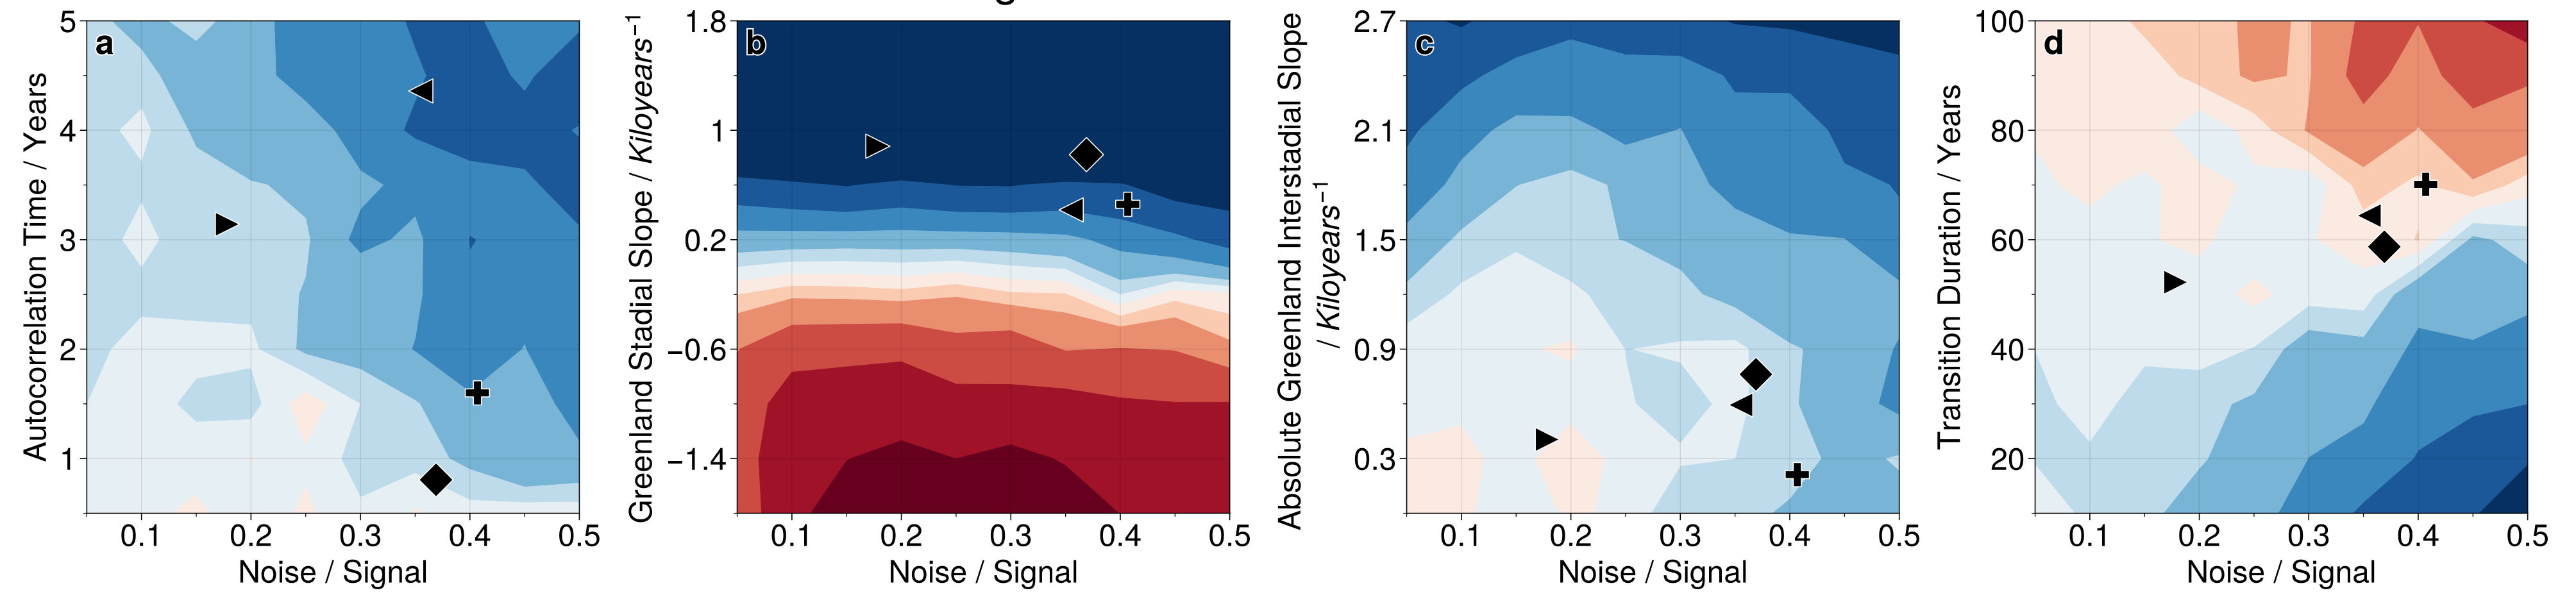 a
5
4
3
2
1
Autocorrelation Time / Years
0.1 0.2 0.3 0.4 0.5
Noise / Signal
b
1.8
1
0.2
−0.6
−1.4
Greenland Stadial Slope / Kiloyears⁻¹
0.1 0.2 0.3 0.4 0.5
Noise / Signal
c
2.7
2.1
1.5
0.9
0.3
Absolute Greenland Interstadial Slope
/ Kiloyears⁻¹
0.1 0.2 0.3 0.4 0.5
Noise / Signal
d
100
80
60
40
20
Transition Duration / Years
0.1 0.2 0.3 0.4 0.5
Noise / Signal